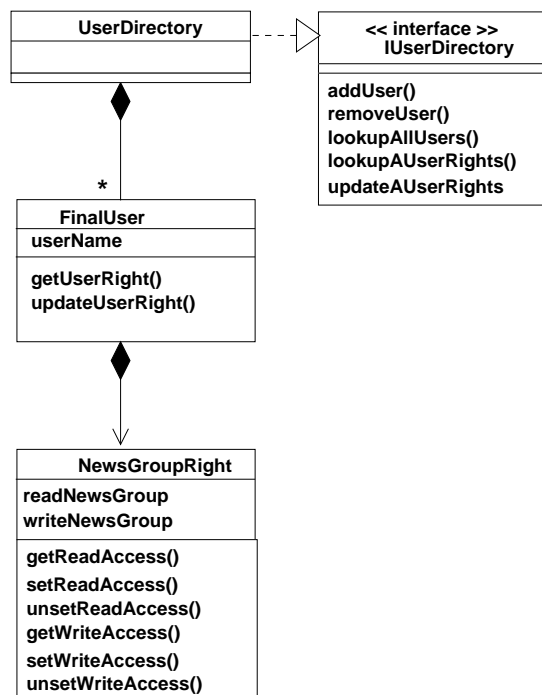 UserDirectory
<< interface >>
IUserDirectory
addUser()
removeUser()
lookupAllUsers()
lookupAUserRights()
updateAUserRights
*
FinalUser
userName
getUserRight()
updateUserRight()
NewsGroupRight
readNewsGroup
writeNewsGroup
getReadAccess()
setReadAccess()
unsetReadAccess()
getWriteAccess()
setWriteAccess()
unsetWriteAccess()